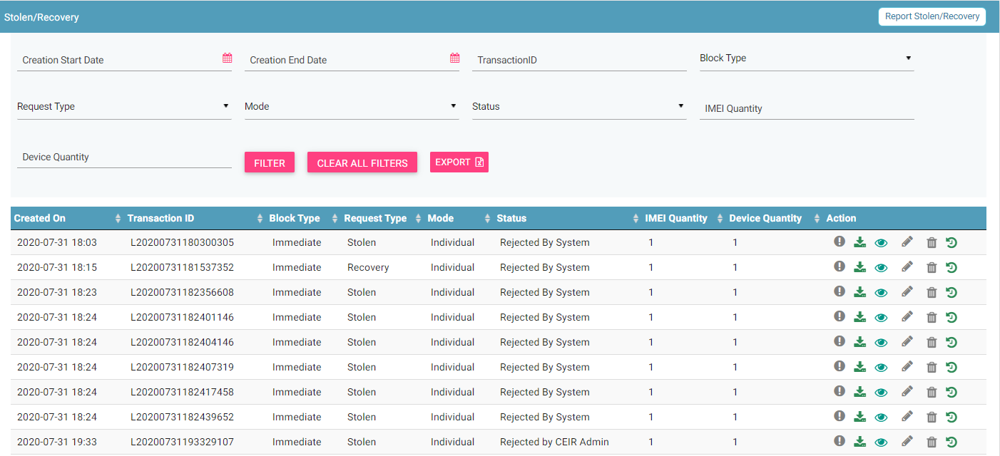 Stolen/Recovery Report Stolen/Recovery
Creation Start Date Creation End Date TransactionID Block Type
Request Type Mode Status IMEI Quantity
Device Quantity FILTER CLEAR ALL FILTERS EXPORT
Created On Transaction ID Block Type Request Type Mode Status IMEI Quantity Device Quantity Action
2020-07-31 18:03 L20200731180300305 Immediate Stolen Individual Rejected By System 1 1
2020-07-31 18:15 L20200731181537352 Immediate Recovery Individual Rejected By System 1 1
2020-07-31 18:23 L20200731182356608 Immediate Stolen Individual Rejected By System 1 1
2020-07-31 18:24 L20200731182401146 Immediate Stolen Individual Rejected By System 1 1
2020-07-31 18:24 L20200731182404146 Immediate Stolen Individual Rejected By System 1 1
2020-07-31 18:24 L20200731182407319 Immediate Stolen Individual Rejected By System 1 1
2020-07-31 18:24 L20200731182417458 Immediate Stolen Individual Rejected By System 1 1
2020-07-31 18:24 L20200731182439652 Immediate Stolen Individual Rejected By System 1 1
2020-07-31 19:33 L20200731193329107 Immediate Stolen Individual Rejected by CEIR Admin 1 1